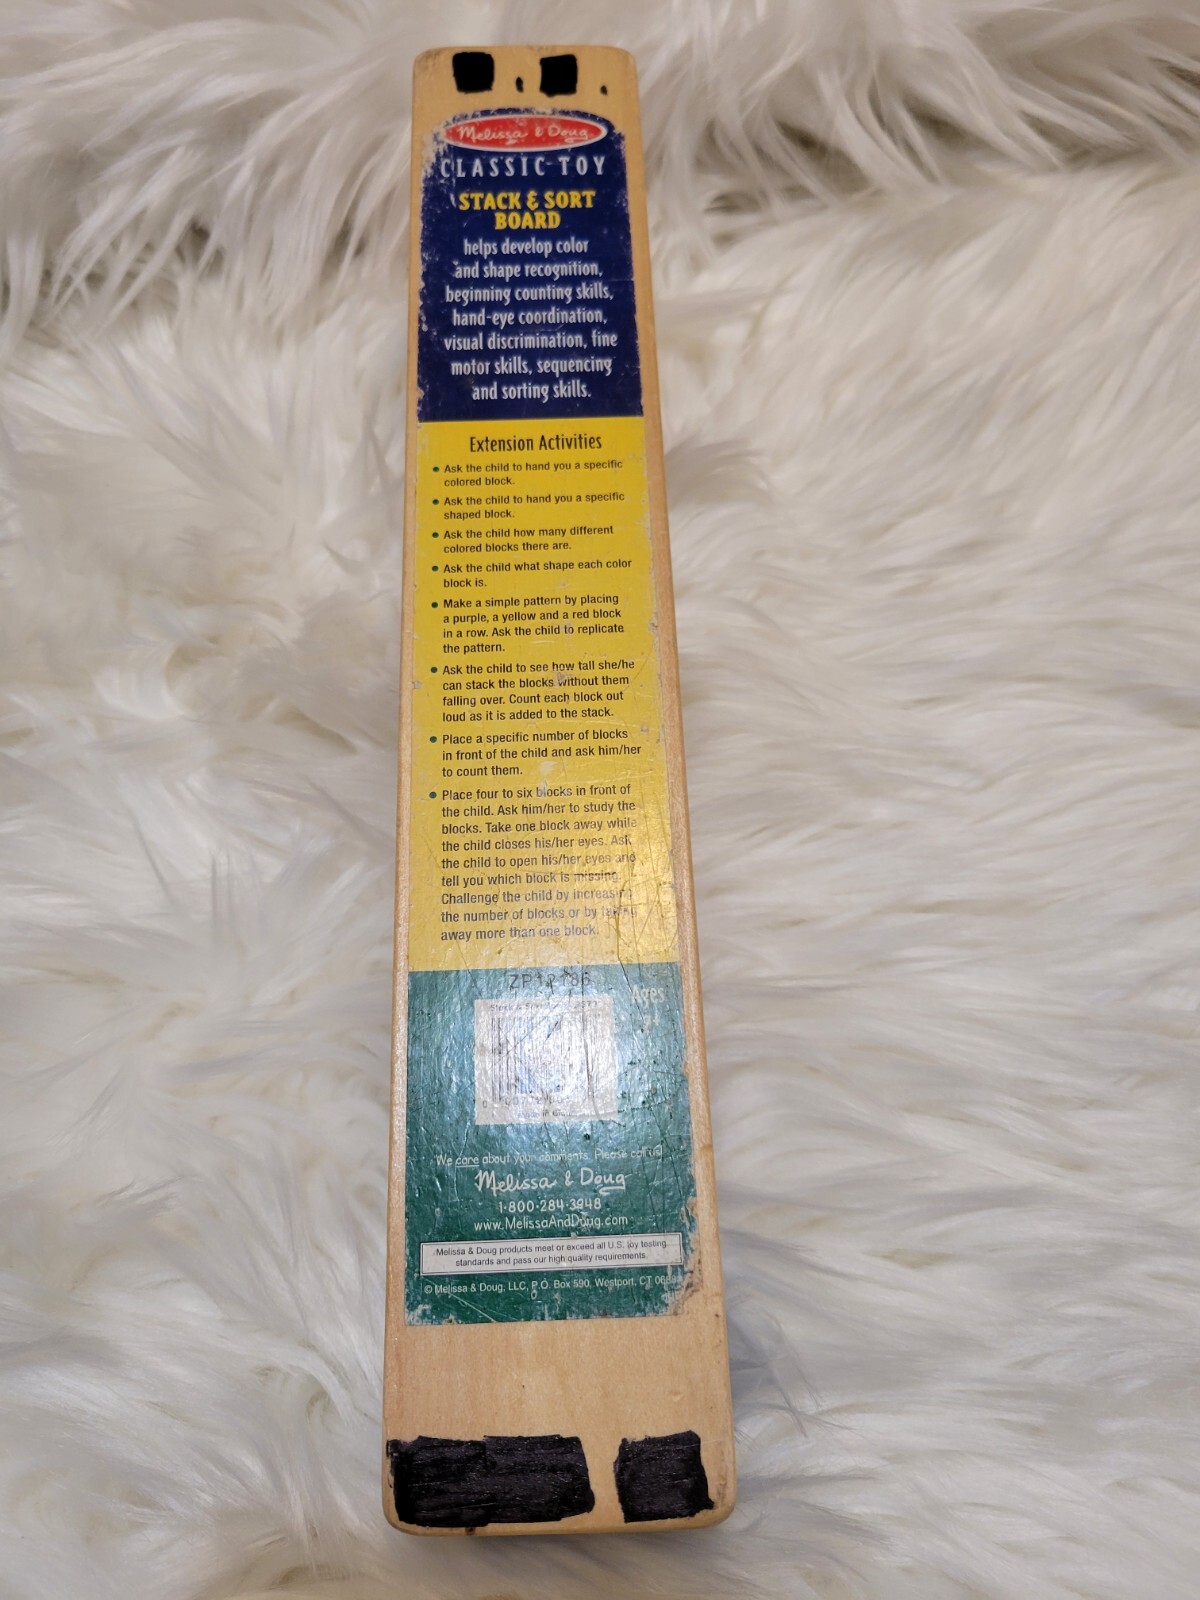 Melissa & Doug
CLASSIC TOY
STACK & SORT
BOARD
helps develop color
and shape recognition,
beginning counting skills,
hand-eye coordination,
visual discrimination, fine
motor skills, sequencing
and sorting skills.
Extension Activities
• Ask the child to hand you a specific
colored block.
• Ask the child to hand you a specific
shaped block.
• Ask the child how many different
colored blocks there are.
• Ask the child what shape each color
block is.
• Make a simple pattern by placing
a purple, a yellow and a red block
in a row. Ask the child to replicate
the pattern.
• Ask the child to see how tall she/he
can stack the blocks without them
falling over. Count each block out
loud as it is added to the stack.
• Place a specific number of blocks
in front of the child and ask him/her
to count them.
• Place four to six blocks in front of
the child. Ask him/her to study the
blocks. Take one block away while
the child closes his/her eyes. Ask
the child to open his/her eyes and
tell you which block is missing.
Challenge the child by increasing
the number of blocks or by taking
away more than one block.
Ages
We care about your comments. Please call us!
Melissa & Doug
1-800-284-3948
www.MelissaAndDoug.com
Melissa & Doug products meet or exceed all U.S. toy testing
standards and pass our high quality requirements.
© Melissa & Doug, LLC, P.O. Box 590, Westport, CT